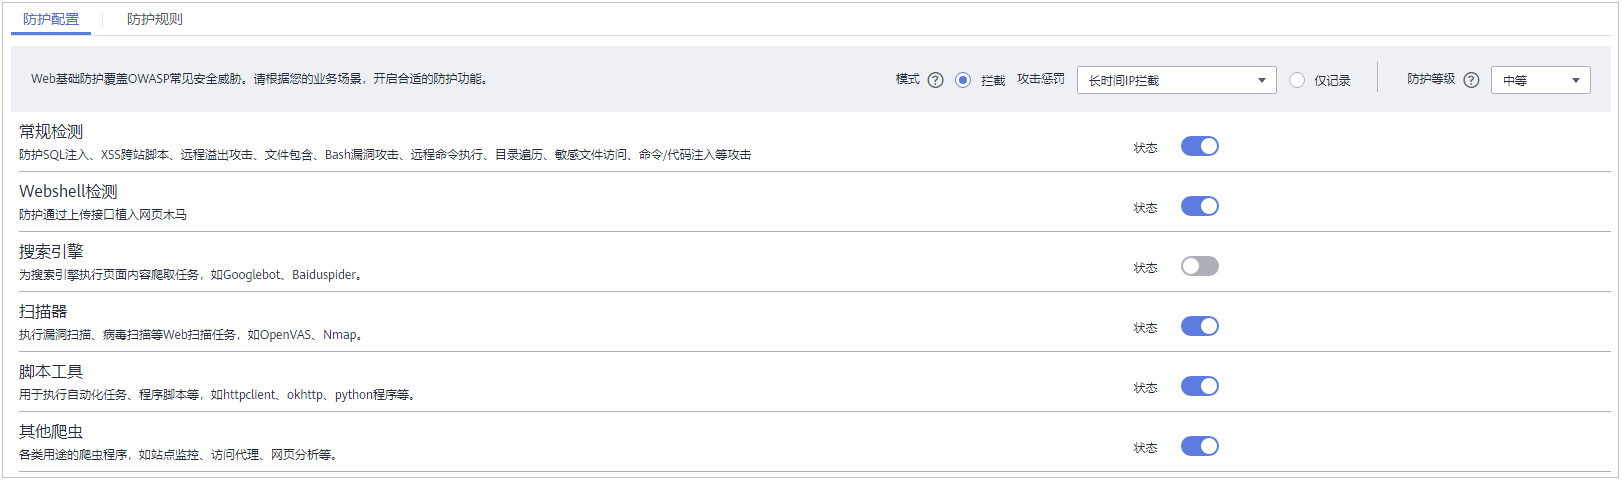 防护配置 防护规则
Web基础防护覆盖OWASP常见安全威胁。请根据您的业务场景，开启合适的防护功能。 模式 ? 拦截 攻击惩罚 长时间IP拦截 仅记录 防护等级 ? 中等
常规检测
防护SQL注入、XSS跨站脚本、远程溢出攻击、文件包含、Bash漏洞攻击、远程命令执行、目录遍历、敏感文件访问、命令/代码注入等攻击 状态
Webshell检测
防护通过上传接口植入网页木马 状态
搜索引擎
为搜索引擎执行页面内容爬取任务，如Googlebot、Baiduspider。 状态
扫描器
执行漏洞扫描、病毒扫描等Web扫描任务，如OpenVAS、Nmap。 状态
脚本工具
用于执行自动化任务、程序脚本等，如httpclient、okhttp、python程序等。 状态
其他爬虫
各类用途的爬虫程序，如站点监控、访问代理、网页分析等。 状态